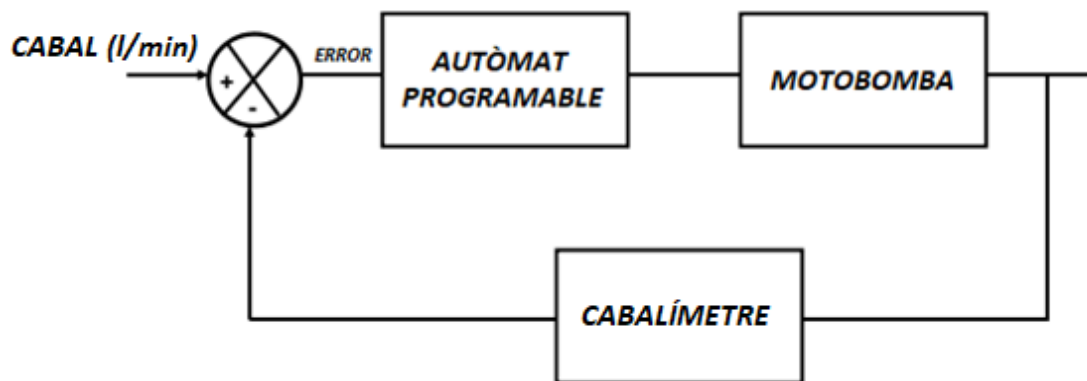 CABAL (l/min)
ERROR
AUTÒMAT
PROGRAMABLE
MOTOBOMBA
+
-
CABALÍMETRE